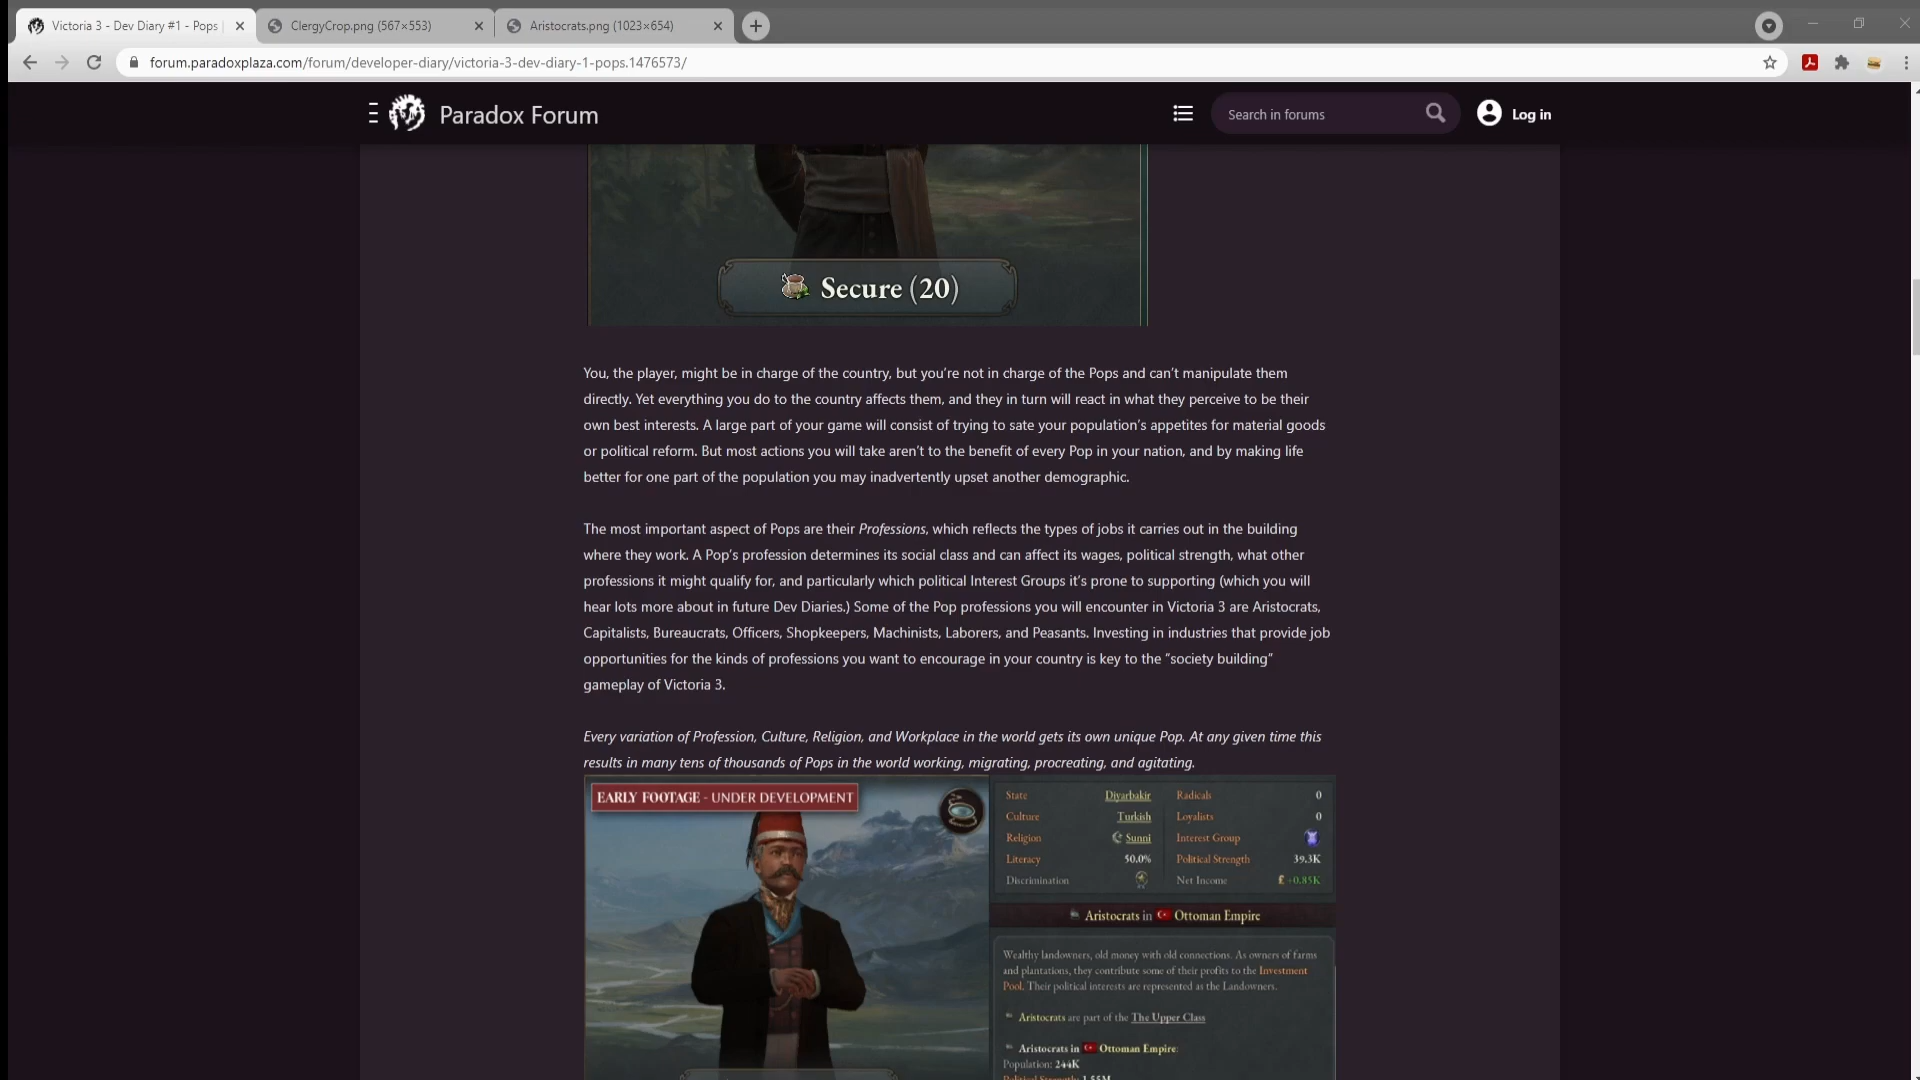 Victoria 3 - Dev Diary #1 - Pops
ClergyCrop.png (567×553)
Aristocrats.png (1023×654)
forum.paradoxplaza.com/forum/developer-diary/victoria-3-dev-diary-1-pops.1476573/
Paradox Forum
Search in forums
Log in
Secure (20)
You, the player, might be in charge of the country, but you’re not in charge of the Pops and can’t manipulate them
directly. Yet everything you do to the country affects them, and they in turn will react in what they perceive to be their
own best interests. A large part of your game will consist of trying to sate your population’s appetites for material goods
or political reform. But most actions you will take aren’t to the benefit of every Pop in your nation, and by making life
better for one part of the population you may inadvertently upset another demographic.
The most important aspect of Pops are their Professions, which reflects the types of jobs it carries out in the building
where they work. A Pop’s profession determines its social class and can affect its wages, political strength, what other
professions it might qualify for, and particularly which political Interest Groups it’s prone to supporting (which you will
hear lots more about in future Dev Diaries.) Some of the Pop professions you will encounter in Victoria 3 are Aristocrats,
Capitalists, Bureaucrats, Officers, Shopkeepers, Machinists, Laborers, and Peasants. Investing in industries that provide job
opportunities for the kinds of professions you want to encourage in your country is key to the “society building”
gameplay of Victoria 3.
Every variation of Profession, Culture, Religion, and Workplace in the world gets its own unique Pop. At any given time this
results in many tens of thousands of Pops in the world working, migrating, procreating, and agitating.
EARLY FOOTAGE - UNDER DEVELOPMENT
State Diyarbakir Radicals 0
Culture Turkish Loyalists 0
Religion Sunni Interest Group
Literacy 50.0% Political Strength 39.3K
Discrimination Net Income £ +0.85K
Aristocrats in Ottoman Empire
Wealthy landowners, old money with old connections. As owners of farms
and plantations, they contribute some of their profits to the Investment
Pool. Their political interests are represented as the Landowners.
Aristocrats are part of the The Upper Class
Aristocrats in Ottoman Empire:
Population: 244K
Political Strength: 1.55M